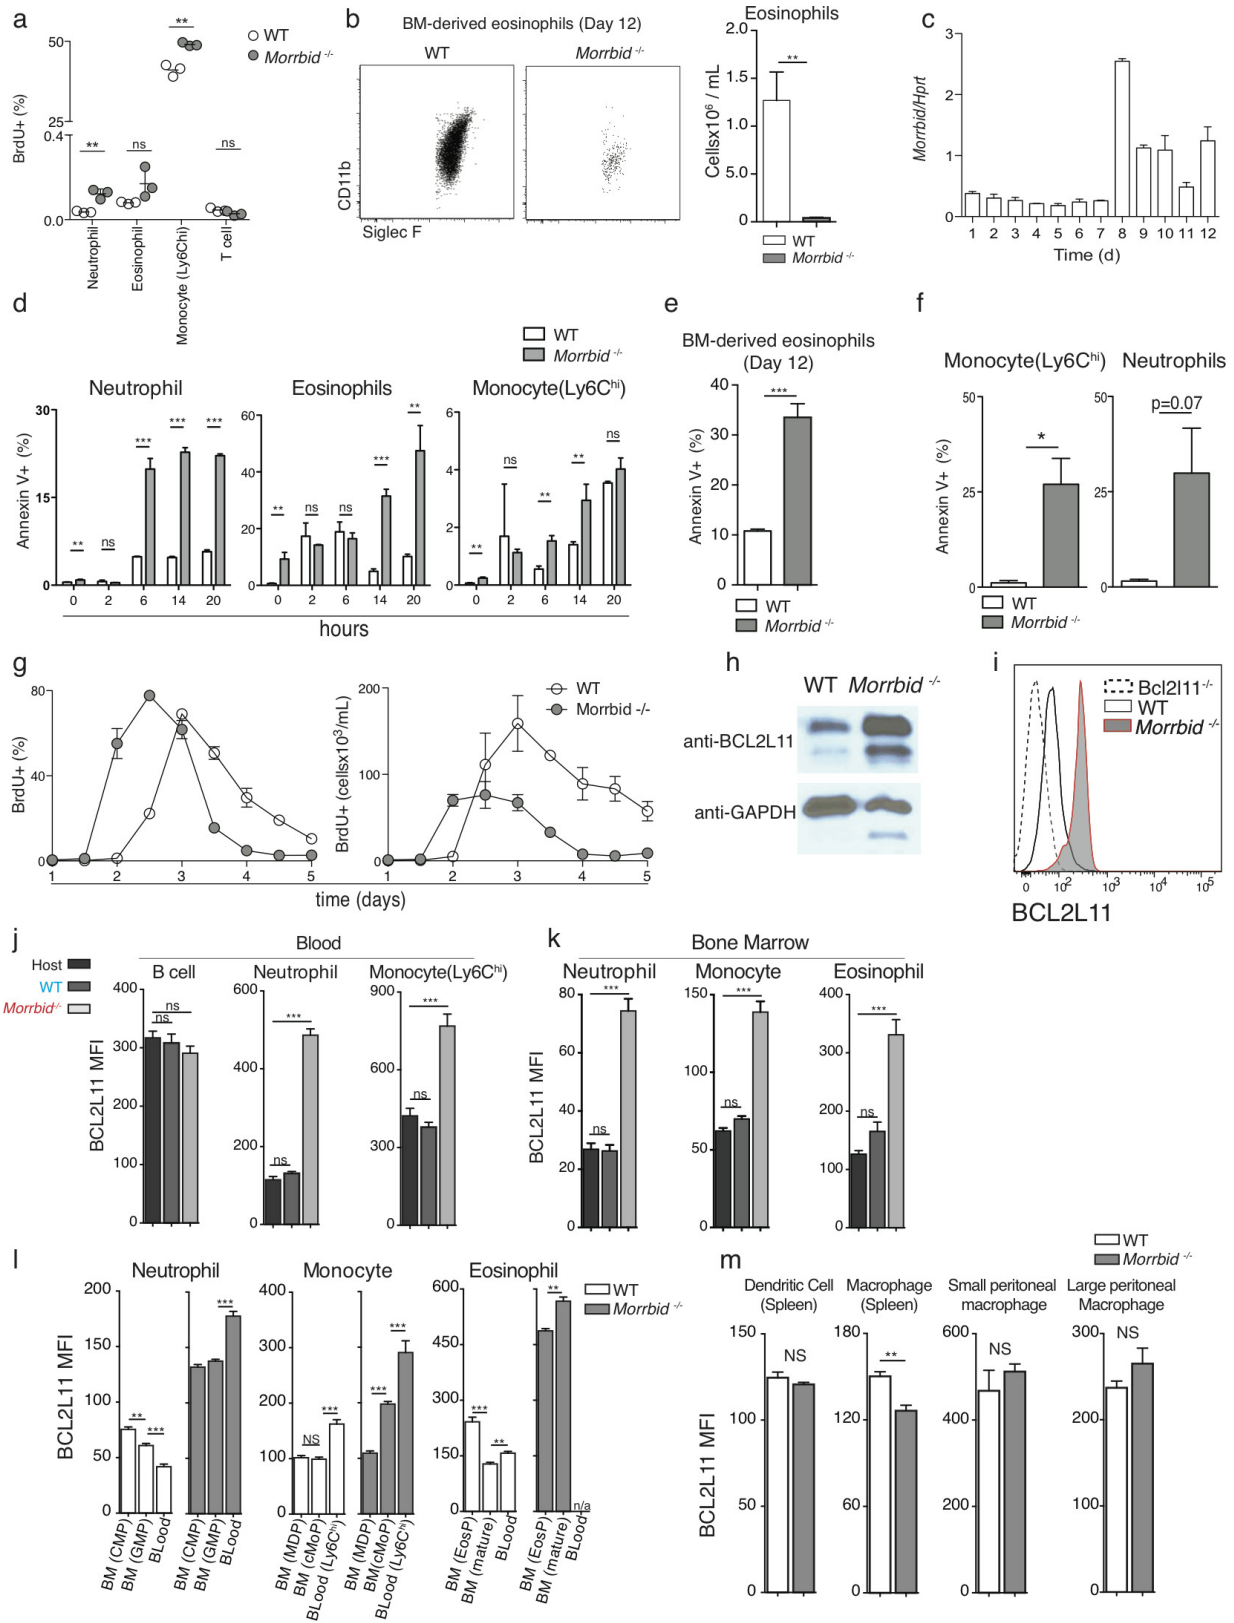 a
**
50
25
0.4
0.0
BrdU+ (%)
** ns ns
WT
Morrbid -/-
Neutrophil
Eosinophil
Monocyte (Ly6Chi)
T cell
b
BM-derived eosinophils (Day 12)
WT
Morrbid -/-
CD11b
Siglec F
Eosinophils
**
2.0
1.5
1.0
5.0
0
Cellsx10⁶ / mL
WT
Morrbid -/-
c
Morrbid/Hprt
3
2
1
0
1 2 3 4 5 6 7 8 9 10 11 12
Time (d)
d
WT
Morrbid -/-
Neutrophil
Eosinophils
Monocyte(Ly6Chi)
Annexin V+ (%)
30
15
0
** ns *** *** ***
0 2 6 14 20
60
40
20
0
** ns ns *** **
0 2 6 14 20
6
4
2
0
** ns ** ** ns
0 2 6 14 20
hours
e
BM-derived eosinophils
(Day 12)
***
Annexin V+ (%)
40
30
20
10
0
WT
Morrbid -/-
f
Monocyte(Ly6Chi)
Neutrophils
Annexin V+ (%)
50
25
0
*
50
25
0
p=0.07
WT
Morrbid -/-
g
BrdU+ (%)
80
40
0
1 2 3 4 5
BrdU+ (cellsx10³/mL)
200
100
0
1 2 3 4 5
WT
Morrbid -/-
time (days)
h
WT Morrbid -/-
anti-BCL2L11
anti-GAPDH
i
Bcl2l11-/-
WT
Morrbid -/-
0 10² 10³ 10⁴ 10⁵
BCL2L11
j
Blood
Host
WT
Morrbid-/-
B cell
Neutrophil
Monocyte(Ly6Chi)
BCL2L11 MFI
400
300
200
100
0
ns
ns
600
400
200
0
***
ns
900
600
300
0
***
ns
k
Bone Marrow
Neutrophil
Monocyte
Eosinophil
BCL2L11 MFI
80
60
40
20
0
***
ns
150
100
50
0
***
ns
400
300
200
100
0
***
ns
l
Neutrophil
Monocyte
Eosinophil
WT
Morrbid -/-
BCL2L11 MFI
200
150
100
50
0
** ***
***
BM (CMP)
BM (GMP)
BLood
BM (CMP)
BM (GMP)
BLood
400
300
200
100
0
NS ***
*** ***
BM (MDP)
BM (cMoP)
BLood (Ly6Chi)
BM (MDP)
BM(cMoP)
BLood (Ly6Chi)
600
450
300
150
0
*** **
**
n/a
BM (EosP)
BM (mature)
BLood
BM (EosP)
BM (mature)
BLood
m
WT
Morrbid -/-
Dendritic Cell
(Spleen)
Macrophage
(Spleen)
Small peritoneal
macrophage
Large peritoneal
Macrophage
BCL2L11 MFI
150
100
50
0
NS
180
120
60
0
**
600
400
200
0
NS
300
200
100
0
NS